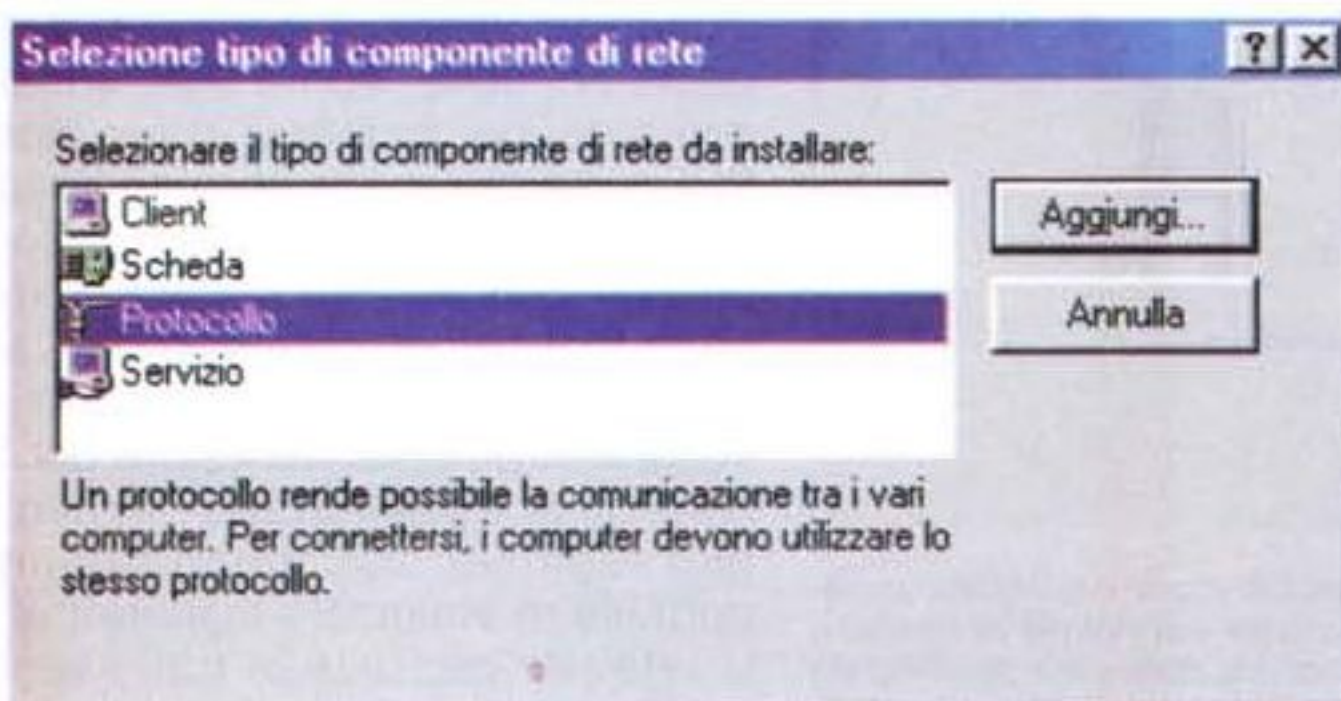 Selezione tipo di componente di rete
Selezionare il tipo di componente di rete da installare:
Client
Scheda
Protocollo
Servizio
Aggiungi...
Annulla
Un protocollo rende possibile la comunicazione tra i vari
computer. Per connettersi, i computer devono utilizzare lo
stesso protocollo.